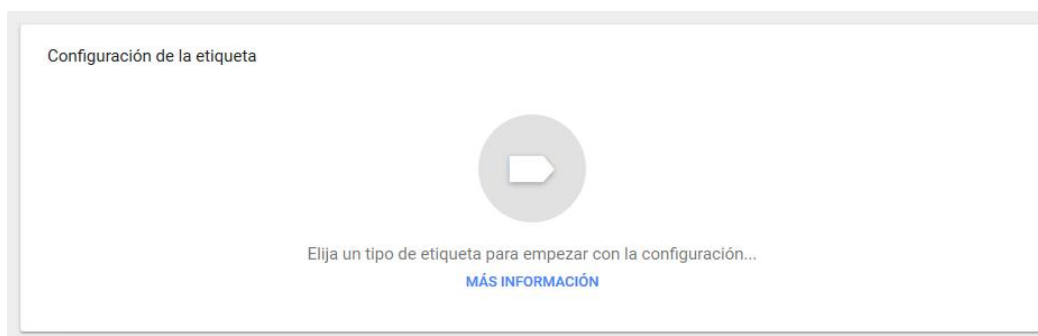 Configuración de la etiqueta
Elija un tipo de etiqueta para empezar con la configuración...
MÁS INFORMACIÓN